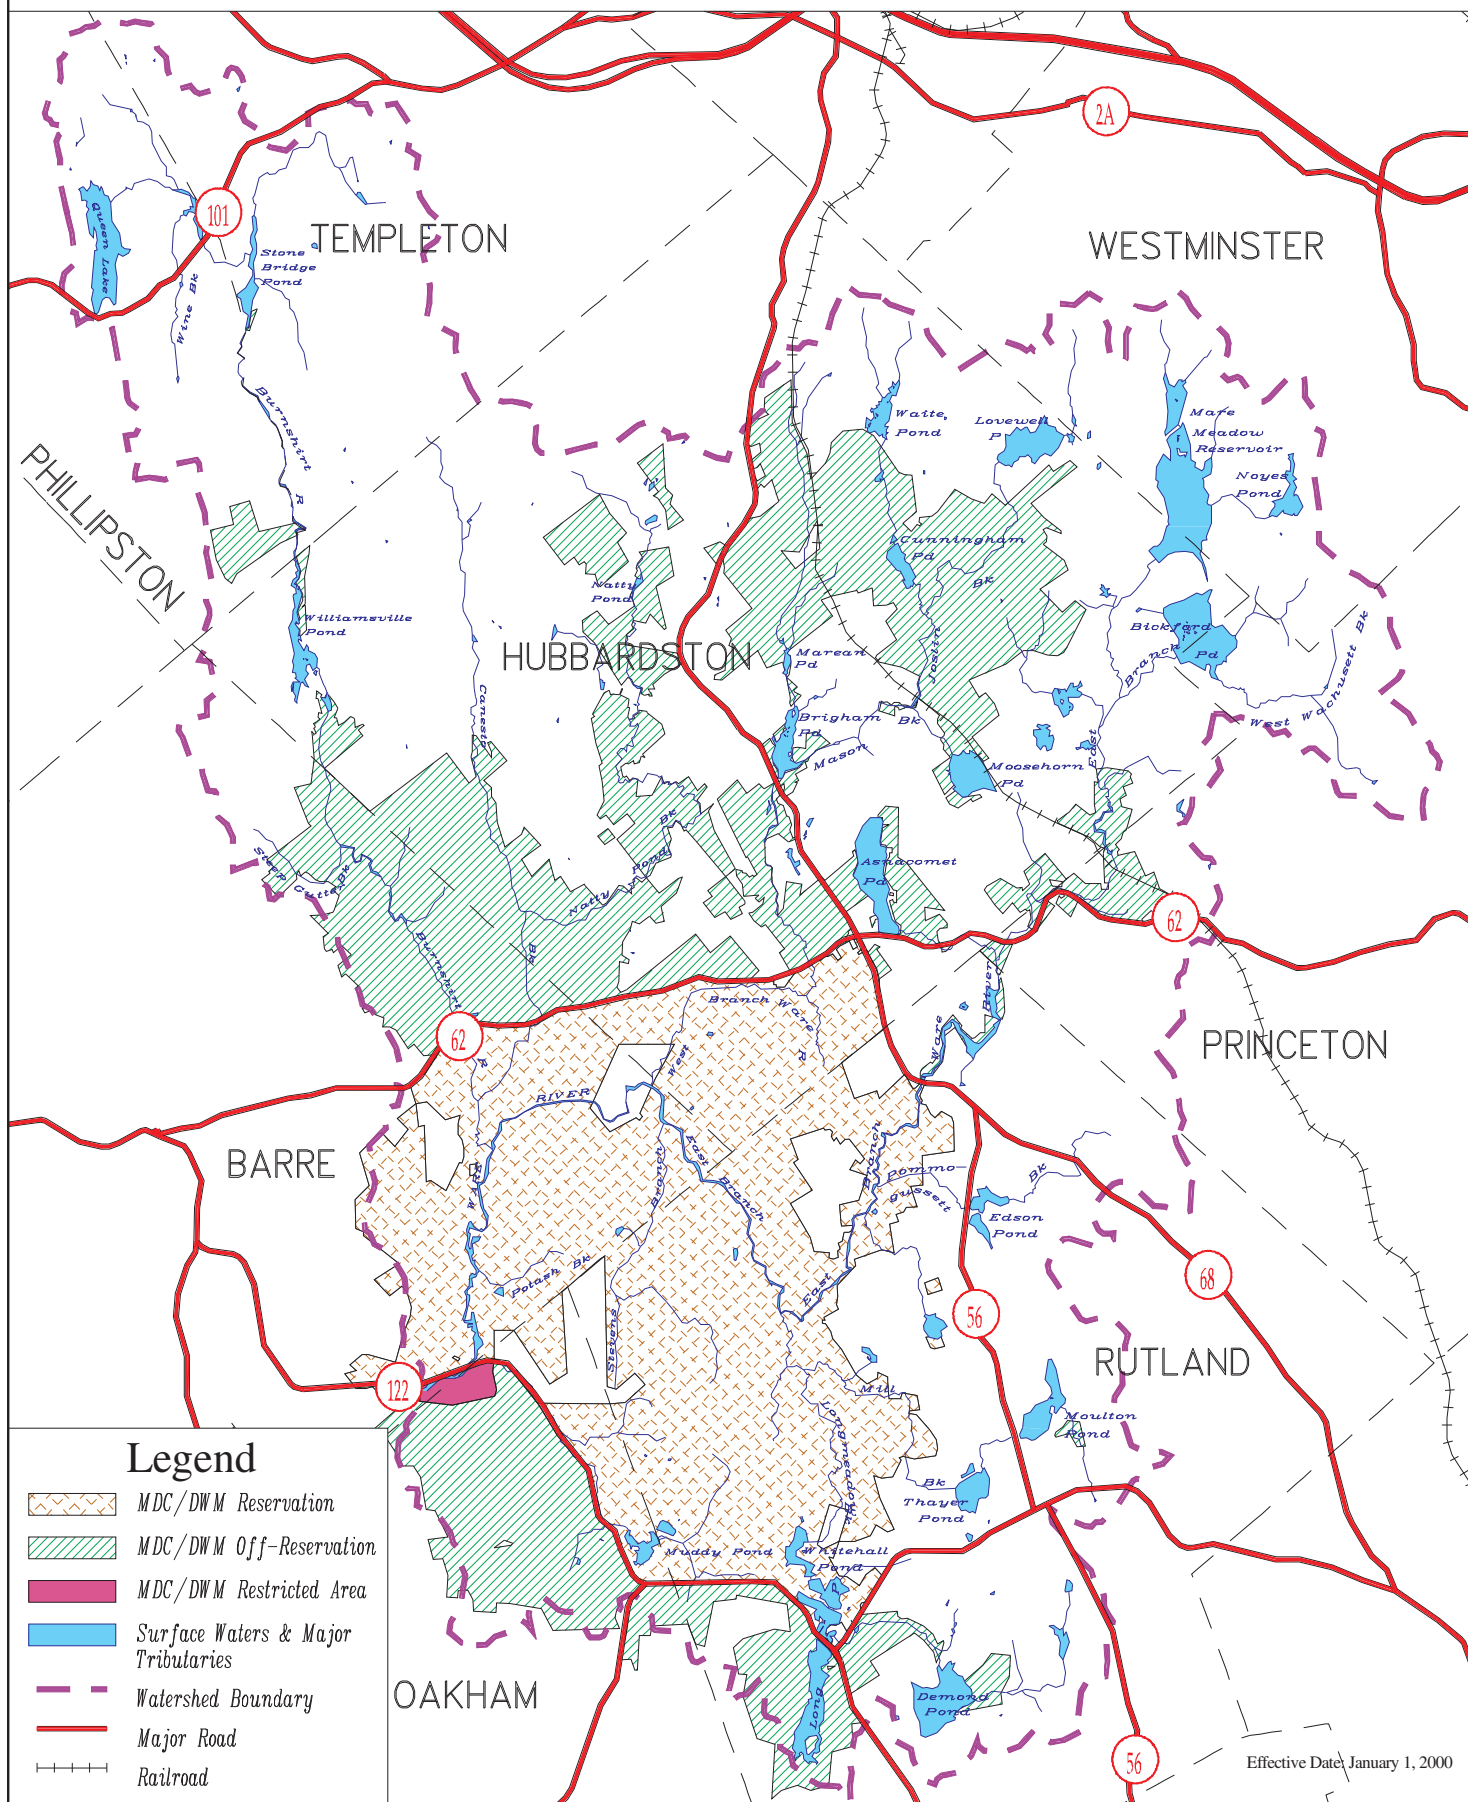 2A
101
TEMPLETON
WESTMINSTER
Queen Lake
Stone
Bridge
Pond
Wine Bk
Burnshirt
R
PHILLIPSTON
Waite
Pond
Lovewell
P
Mare
Meadow
Reservoir
Noyes
Pond
Cunningham
Pd
Bk
Joslin
Natty
Pond
Williamsville
Pond
HUBBARDSTON
Marean
Pd
Bickford
Pd
Branch
West Wachusett Bk
Canesto
Brigham
Pd
Bk
Mason
East
Moosehorn
Pd
Asnacomet
Pd
Natty Pond Bk
Bk
Burnshirt
R
62
62
River
Ware
Branch Ware
R
West
PRINCETON
RIVER
BARRE
East
Branch
Branch
Branch
Pommo-
gussett
Bk
Edson
Pond
Potash Bk
East
Stevens
68
56
122
RUTLAND
Mill
Longmeadow
Bk
Moulton
Pond
Bk
Thayer
Pond
Muddy Pond
Whitehall
Pond
P
Long
Demond
Pond
OAKHAM
56
Legend
MDC/DWM Reservation
MDC/DWM Off-Reservation
MDC/DWM Restricted Area
Surface Waters & Major
Tributaries
Watershed Boundary
Major Road
Railroad
Effective Date: January 1, 2000